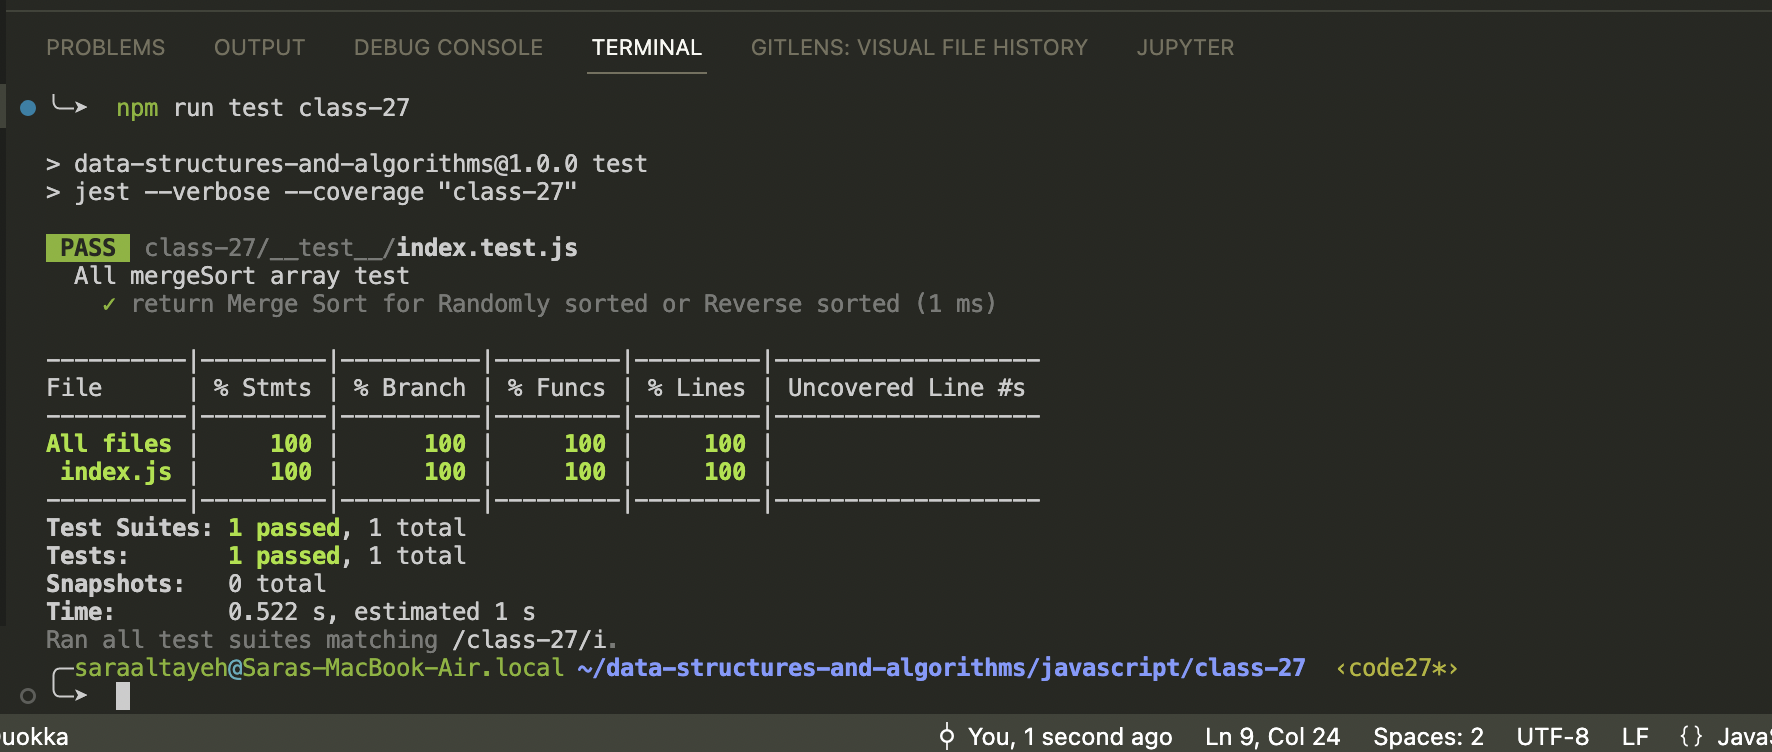 PROBLEMS OUTPUT DEBUG CONSOLE TERMINAL GITLENS: VISUAL FILE HISTORY JUPYTER
npm run test class-27
> data-structures-and-algorithms@1.0.0 test
> jest --verbose --coverage "class-27"
PASS class-27/__test__/index.test.js
All mergeSort array test
✓ return Merge Sort for Randomly sorted or Reverse sorted (1 ms)
----------|---------|----------|---------|---------|-------------------
File | % Stmts | % Branch | % Funcs | % Lines | Uncovered Line #s
----------|---------|----------|---------|---------|-------------------
All files | 100 | 100 | 100 | 100 |
index.js | 100 | 100 | 100 | 100 |
----------|---------|----------|---------|---------|-------------------
Test Suites: 1 passed, 1 total
Tests: 1 passed, 1 total
Snapshots: 0 total
Time: 0.522 s, estimated 1 s
Ran all test suites matching /class-27/i.
saraaltayeh@Saras-MacBook-Air.local ~/data-structures-and-algorithms/javascript/class-27 ‹code27*›
uokka You, 1 second ago Ln 9, Col 24 Spaces: 2 UTF-8 LF {} Java